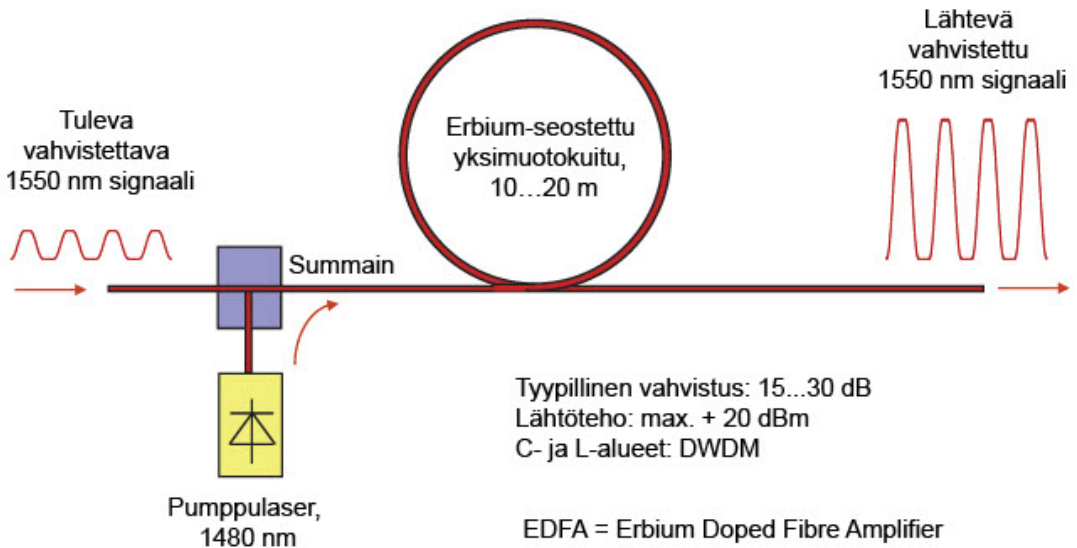 Tuleva
vahvistettava
1550 nm signaali
Summain
Pumppulaser,
1480 nm
Erbium-seostettu
yksimuotokuitu,
10...20 m
Lähtevä
vahvistettu
1550 nm signaali
Tyypillinen vahvistus: 15...30 dB
Lähtöteho: max. + 20 dBm
C- ja L-alueet: DWDM
EDFA = Erbium Doped Fibre Amplifier